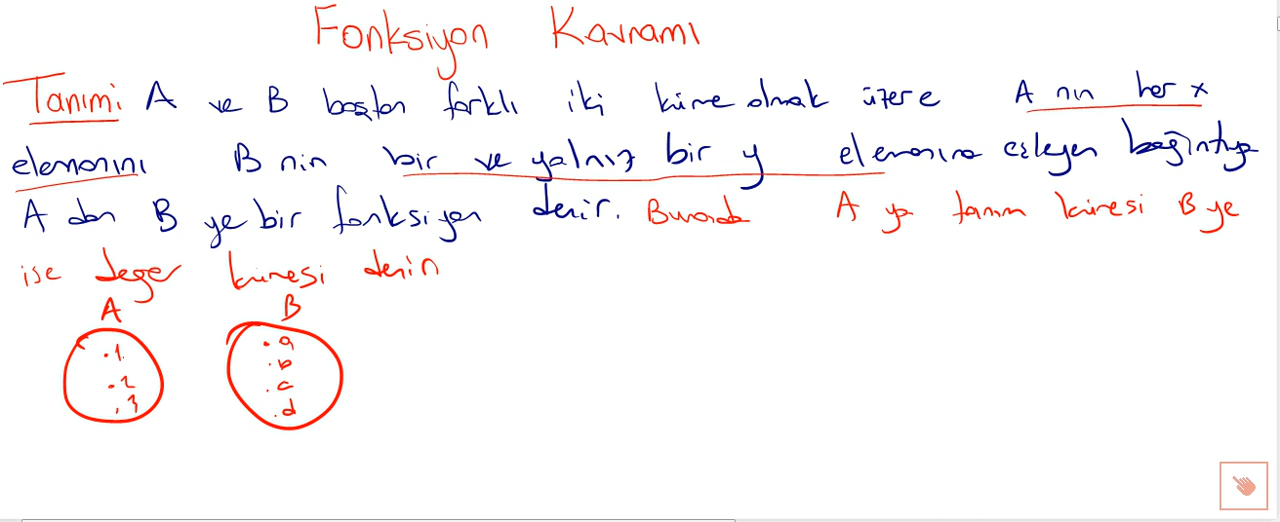 Fonksiyon Kavramı
Tanım: A ve B boştan farklı iki küme olmak üzere A nın her x
elemanını B nin bir ve yalnız bir y elemanına eşleyen bağıntıya
A dan B ye bir fonksiyon denir. Burada A ya tanım kümesi B ye
ise değer kümesi denir
A B
.1 .a
.2 .b
.3 .c
.d